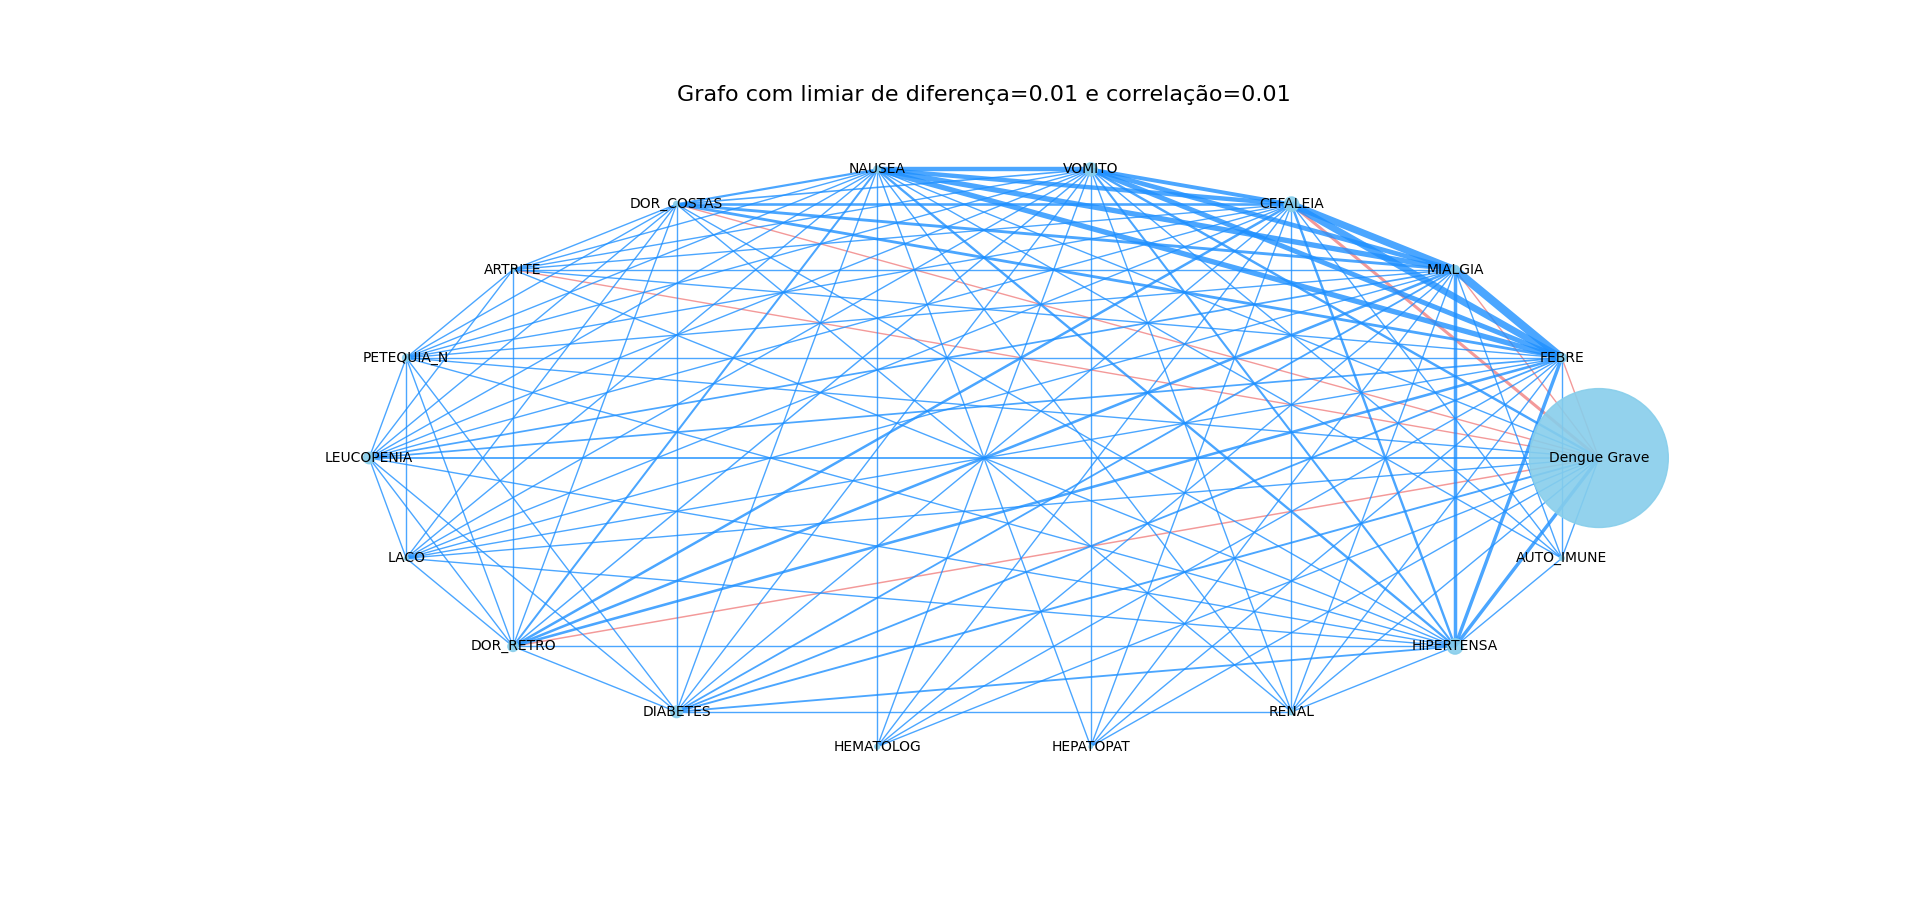 Grafo com limiar de diferença=0.01 e correlação=0.01
NAUSEA
VOMITO
DOR_COSTAS
CEFALEIA
ARTRITE
MIALGIA
PETEQUIA_N
FEBRE
LEUCOPENIA
Dengue Grave
LACO
AUTO_IMUNE
DOR_RETRO
HIPERTENSA
DIABETES
RENAL
HEMATOLOG
HEPATOPAT